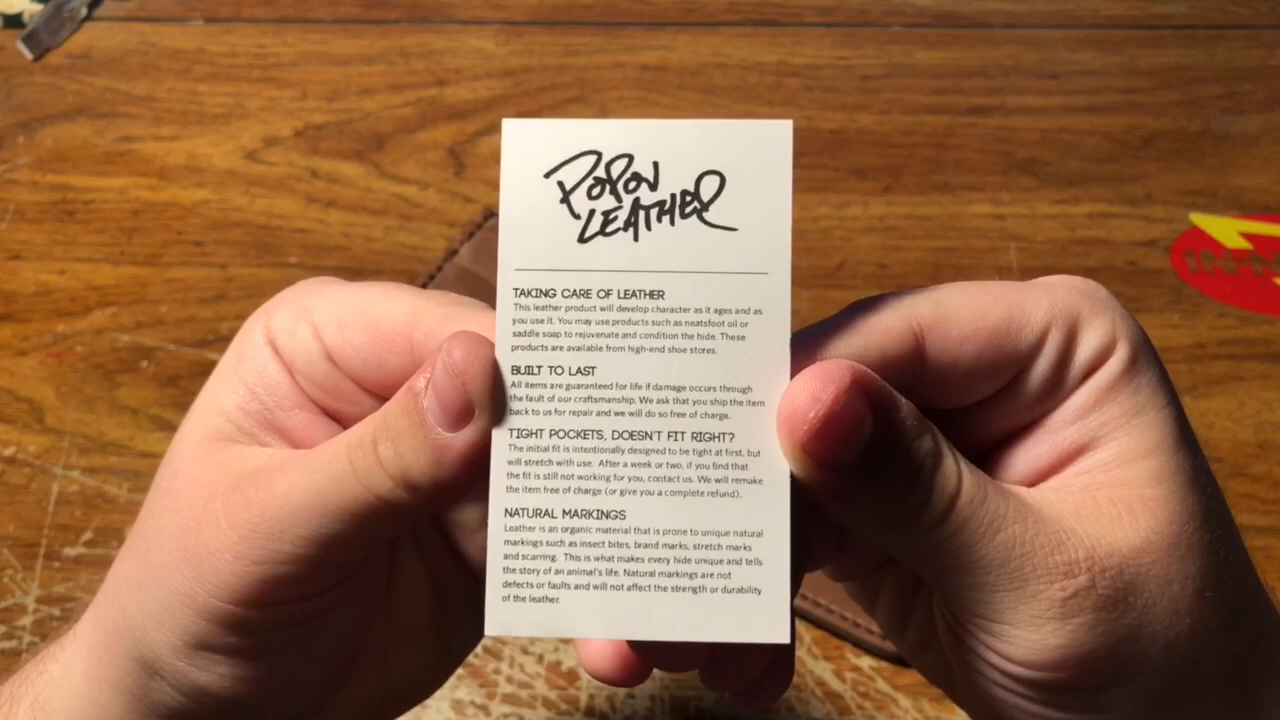 POPOV
LEATHER
TAKING CARE OF LEATHER
This leather product will develop character as it ages and as
you use it. You may use products such as neatsfoot oil or
saddle soap to rejuvenate and condition the hide. These
products are available from high-end shoe stores.
BUILT TO LAST
All items are guaranteed for life if damage occurs through
the fault of our craftsmanship. We ask that you ship the item
back to us for repair and we will do so free of charge.
TIGHT POCKETS, DOESN'T FIT RIGHT?
The initial fit is intentionally designed to be tight at first, but
will stretch with use. After a week or two, if you find that
the fit is still not working for you, contact us. We will remake
the item free of charge (or give you a complete refund).
NATURAL MARKINGS
Leather is an organic material that is prone to unique natural
markings such as insect bites, brand marks, stretch marks
and scarring. This is what makes every hide unique and tells
the story of an animal's life. Natural markings are not
defects or faults and will not affect the strength or durability
of the leather.
IN-N